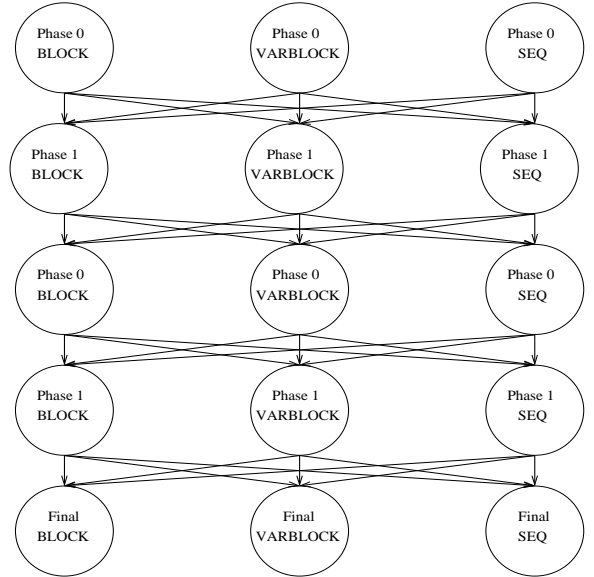 Phase 0
BLOCK
Phase 0
VARBLOCK
Phase 0
SEQ
Phase 1
BLOCK
Phase 1
VARBLOCK
Phase 1
SEQ
Phase 0
BLOCK
Phase 0
VARBLOCK
Phase 0
SEQ
Phase 1
BLOCK
Phase 1
VARBLOCK
Phase 1
SEQ
Final
BLOCK
Final
VARBLOCK
Final
SEQ